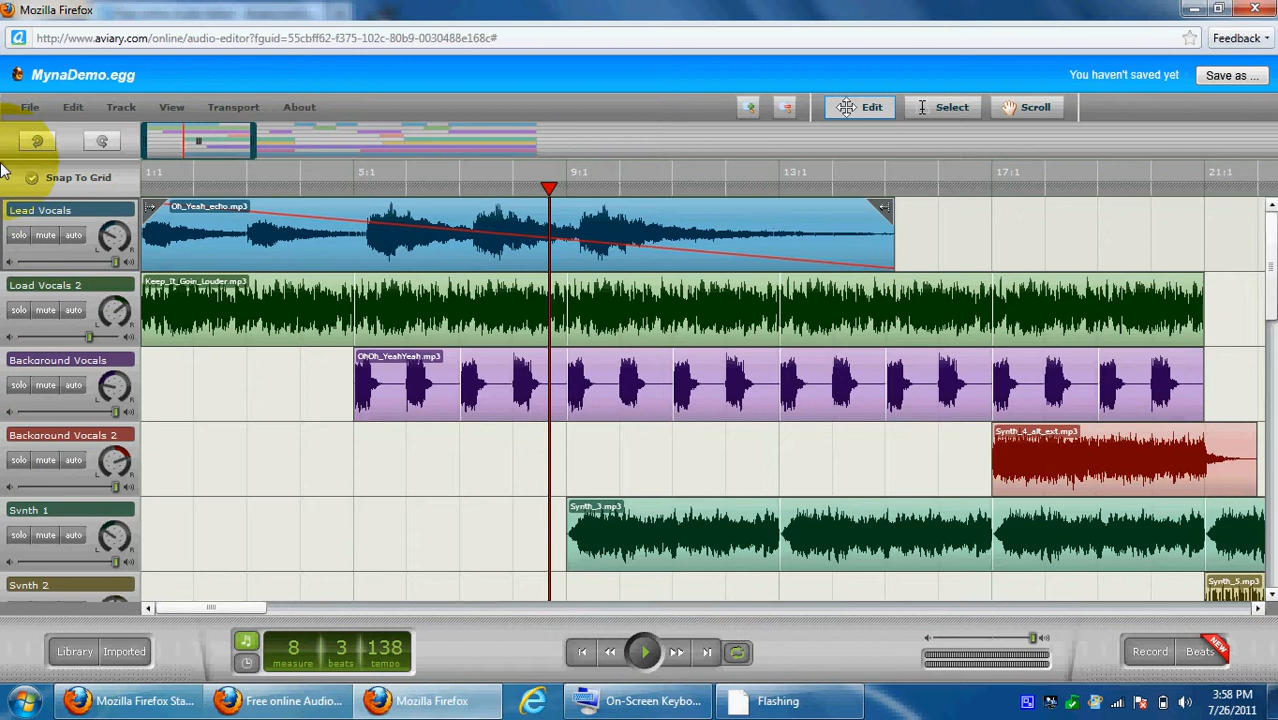 Mozilla Firefox
http://www.aviary.com/online/audio-editor?fguid=55cbff62-f375-102c-80b9-0030488e168c#
Feedback
MynaDemo.egg
You haven't saved yet
Save as ...
File Edit Track View Transport About
Edit Select Scroll
Snap To Grid
1:1 5:1 9:1 13:1 17:1 21:1
Lead Vocals
Oh_Yeah_echo.mp3
solo mute auto
L R
Load Vocals 2
Keep_It_Goin_Louder.mp3
solo mute auto
L R
Background Vocals
OhOh_YeahYeah.mp3
solo mute auto
L R
Background Vocals 2
Synth_4_alt_ext.mp3
solo mute auto
L R
Synth 1
Synth_3.mp3
solo mute auto
L R
Synth 2
Synth_5.mp3
Library Imported
8 3 138
measure beats tempo
Record Beats NEW
Mozilla Firefox Sta...
Free online Audio...
Mozilla Firefox
On-Screen Keybo...
Flashing
3:58 PM
7/26/2011